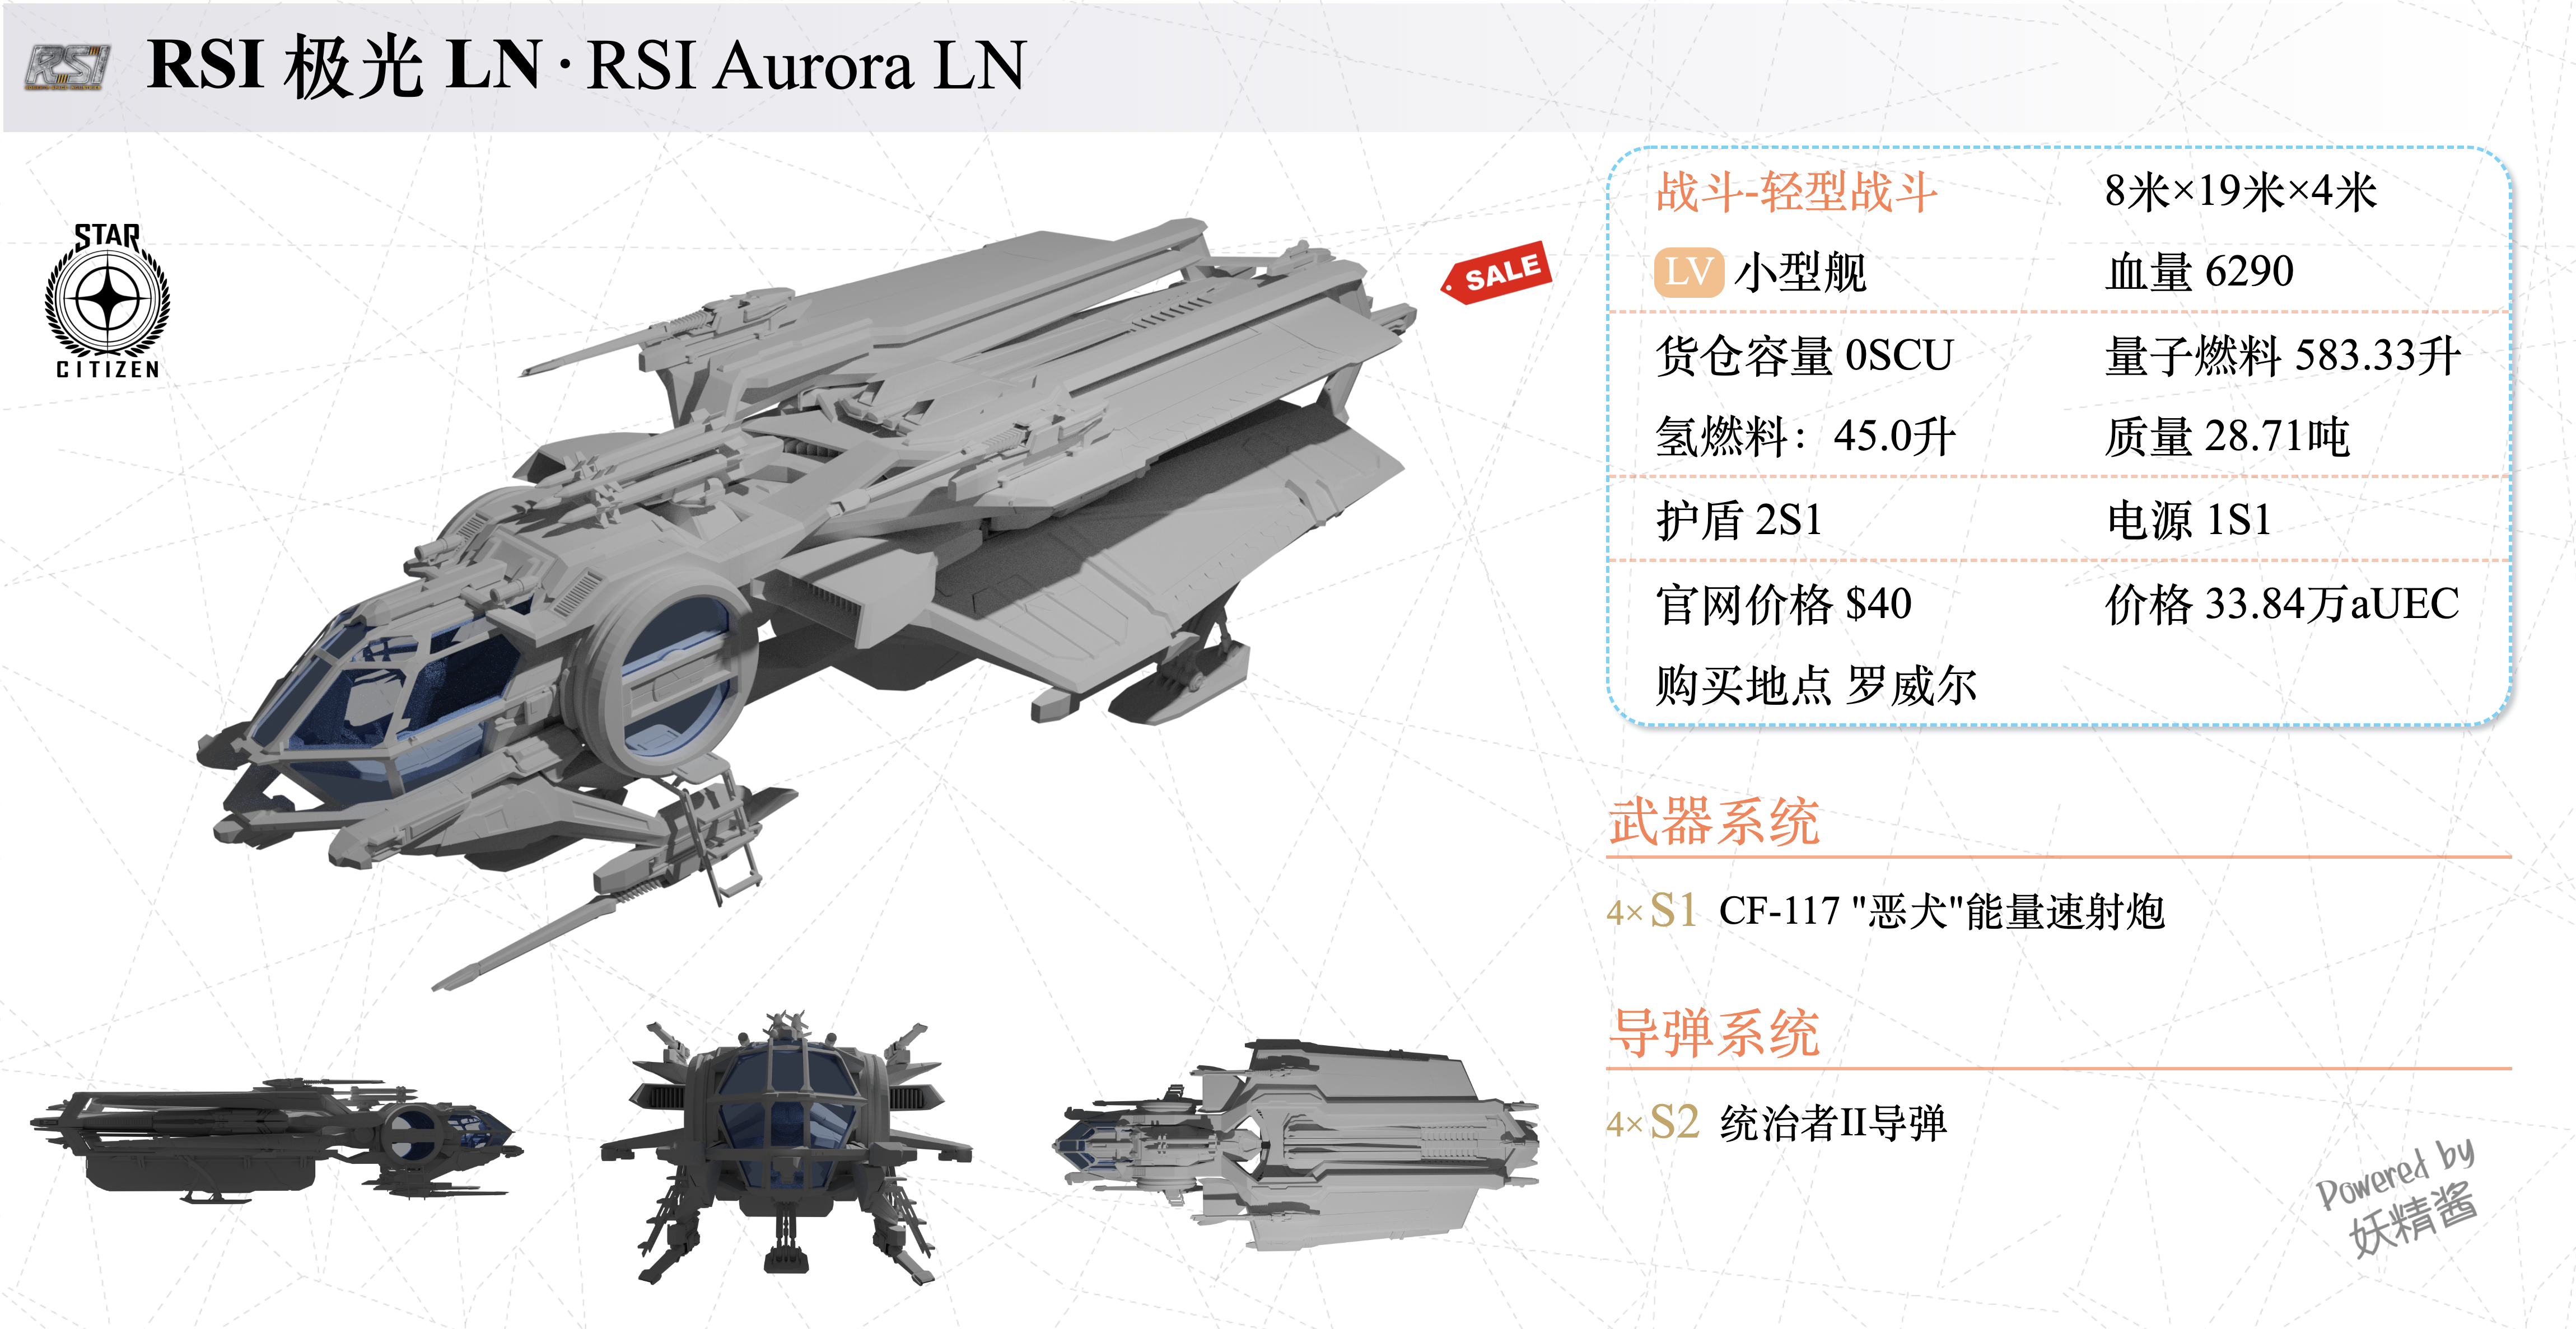 RSI
RSI 极光 LN·RSI Aurora LN
STAR
CITIZEN
SALE
战斗-轻型战斗
8米×19米×4米
LV 小型舰
血量 6290
货仓容量 0SCU
量子燃料 583.33升
氢燃料：45.0升
质量 28.71吨
护盾 2S1
电源 1S1
官网价格 $40
价格 33.84万aUEC
购买地点 罗威尔
武器系统
4× S1 CF-117 "恶犬"能量速射炮
导弹系统
4× S2 统治者II导弹
Powered by
妖精酱